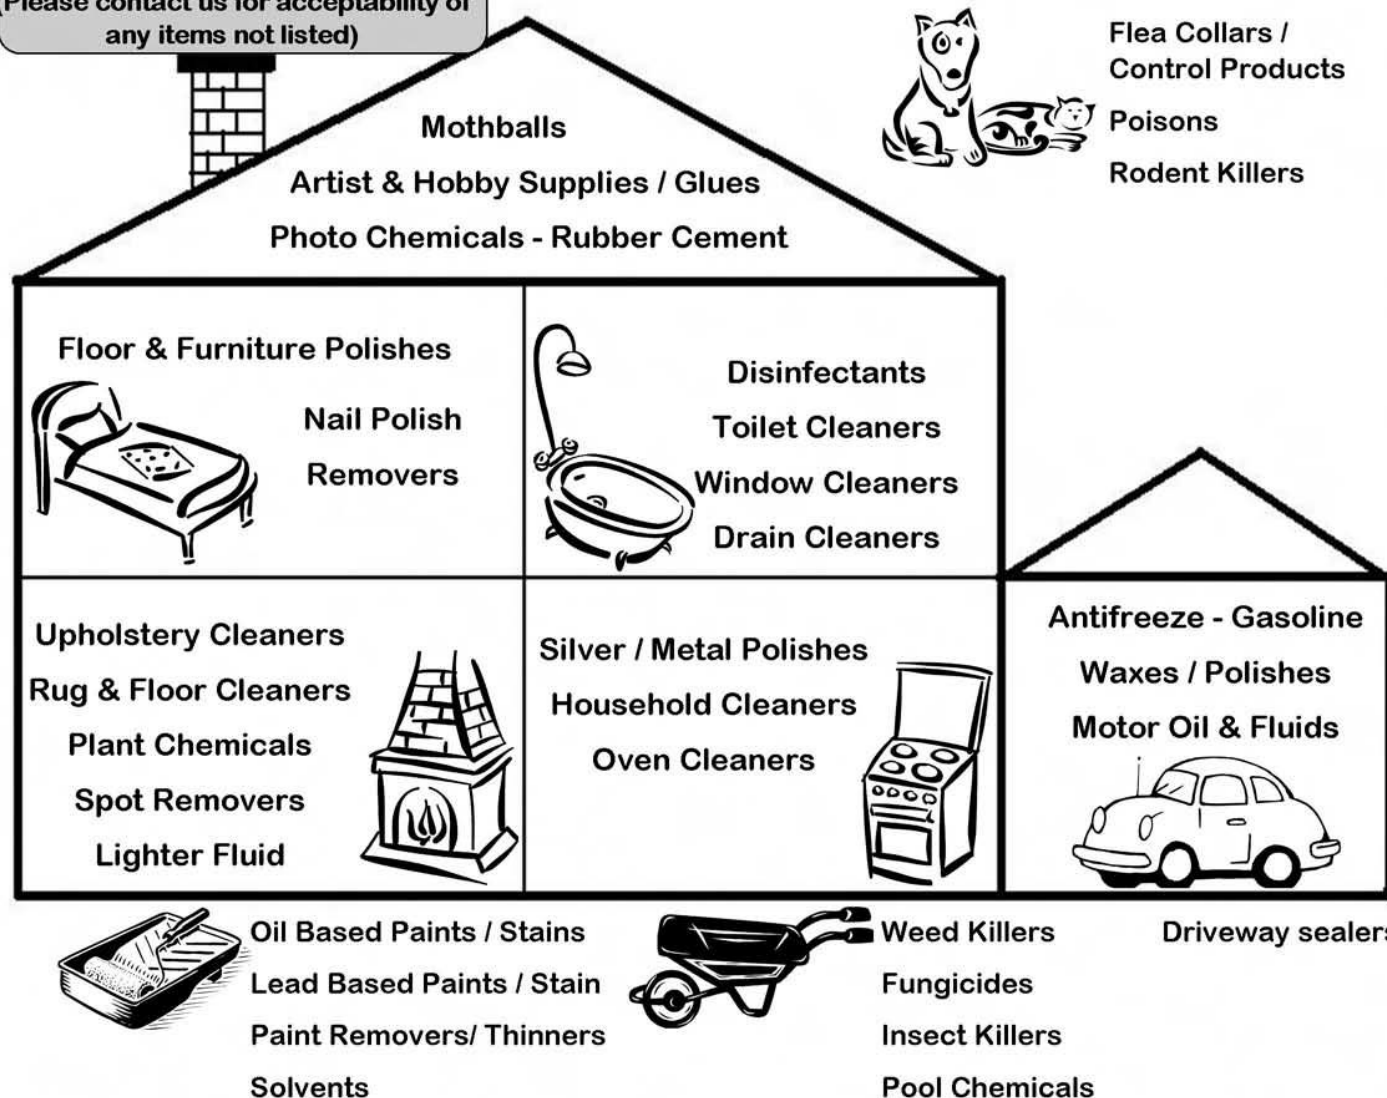 (Please contact us for acceptability of
any items not listed)
Flea Collars /
Control Products
Poisons
Rodent Killers
Mothballs
Artist & Hobby Supplies / Glues
Photo Chemicals - Rubber Cement
Floor & Furniture Polishes
Nail Polish
Removers
Disinfectants
Toilet Cleaners
Window Cleaners
Drain Cleaners
Upholstery Cleaners
Rug & Floor Cleaners
Plant Chemicals
Spot Removers
Lighter Fluid
Silver / Metal Polishes
Household Cleaners
Oven Cleaners
Antifreeze - Gasoline
Waxes / Polishes
Motor Oil & Fluids
Oil Based Paints / Stains
Lead Based Paints / Stain
Paint Removers/ Thinners
Solvents
Weed Killers
Fungicides
Insect Killers
Pool Chemicals
Driveway sealers